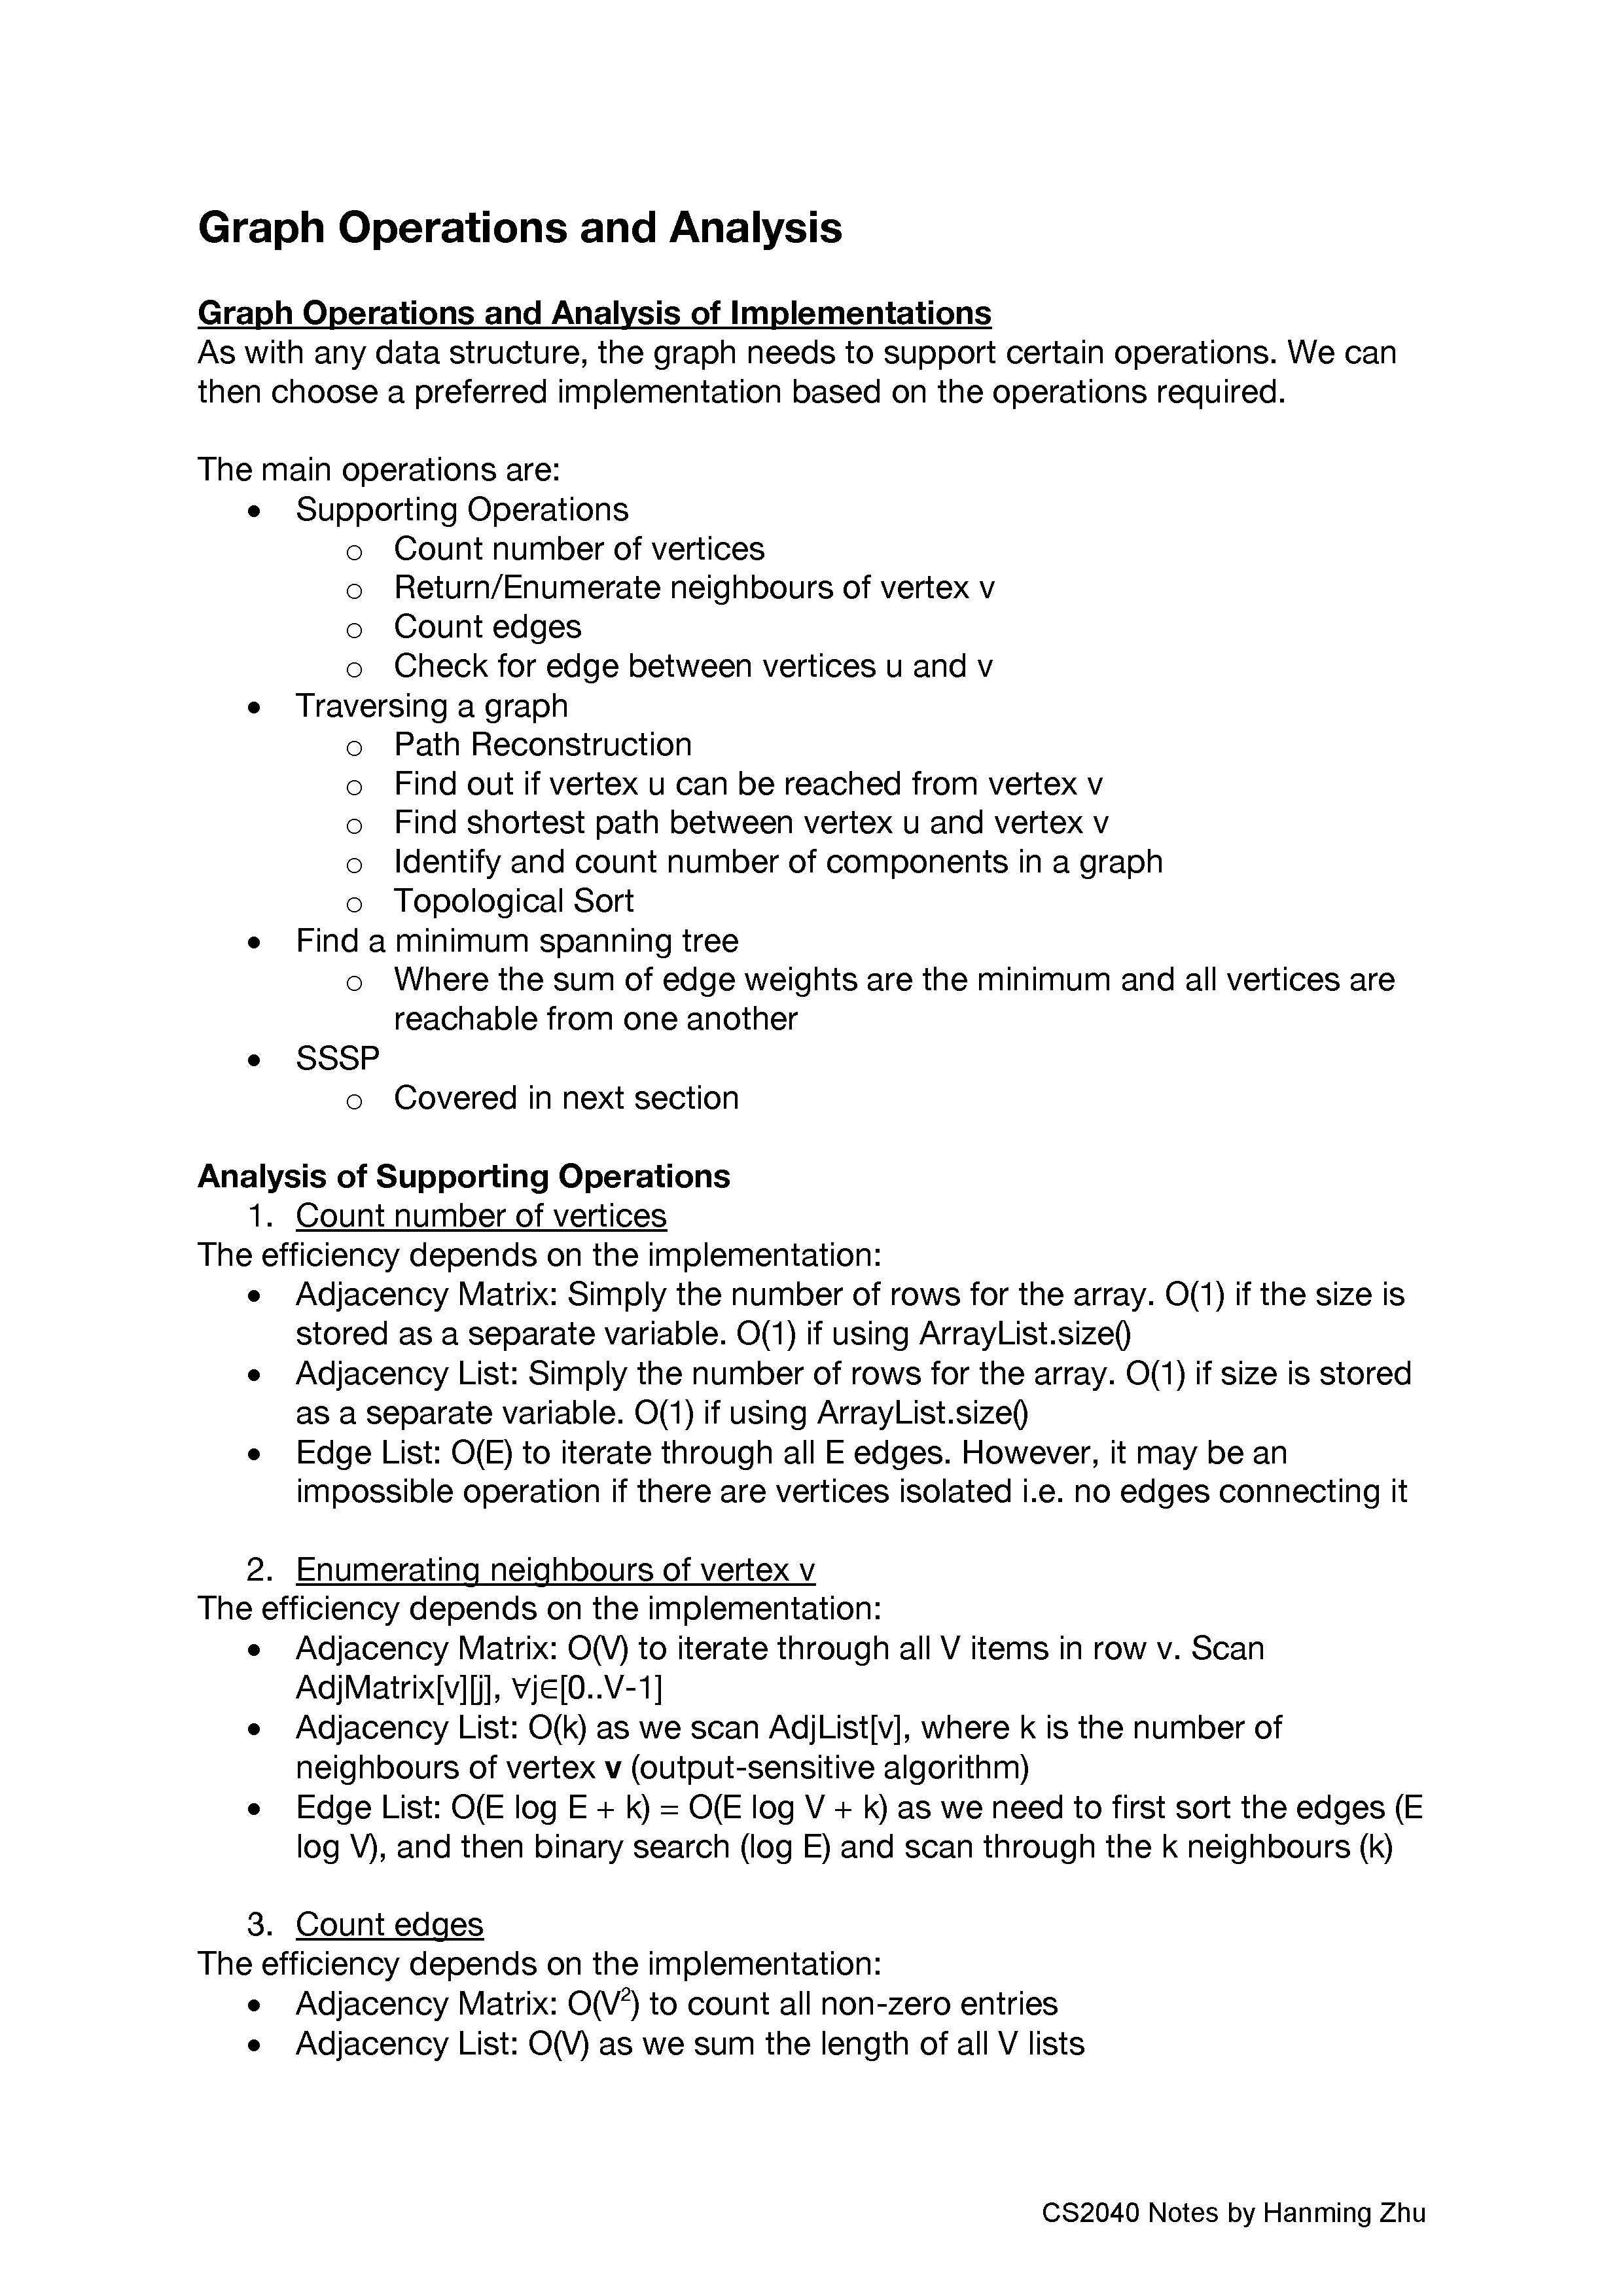 Graph Operations and Analysis
Graph Operations and Analysis of Implementations
As with any data structure, the graph needs to support certain operations. We can
then choose a preferred implementation based on the operations required.
The main operations are:
• Supporting Operations
o Count number of vertices
o Return/Enumerate neighbours of vertex v
o Count edges
o Check for edge between vertices u and v
• Traversing a graph
o Path Reconstruction
o Find out if vertex u can be reached from vertex v
o Find shortest path between vertex u and vertex v
o Identify and count number of components in a graph
o Topological Sort
• Find a minimum spanning tree
o Where the sum of edge weights are the minimum and all vertices are
reachable from one another
• SSSP
o Covered in next section
Analysis of Supporting Operations
1. Count number of vertices
The efficiency depends on the implementation:
• Adjacency Matrix: Simply the number of rows for the array. O(1) if the size is
stored as a separate variable. O(1) if using ArrayList.size()
• Adjacency List: Simply the number of rows for the array. O(1) if size is stored
as a separate variable. O(1) if using ArrayList.size()
• Edge List: O(E) to iterate through all E edges. However, it may be an
impossible operation if there are vertices isolated i.e. no edges connecting it
2. Enumerating neighbours of vertex v
The efficiency depends on the implementation:
• Adjacency Matrix: O(V) to iterate through all V items in row v. Scan
AdjMatrix[v][j], ∀j∈[0..V-1]
• Adjacency List: O(k) as we scan AdjList[v], where k is the number of
neighbours of vertex v (output-sensitive algorithm)
• Edge List: O(E log E + k) = O(E log V + k) as we need to first sort the edges (E
log V), and then binary search (log E) and scan through the k neighbours (k)
3. Count edges
The efficiency depends on the implementation:
• Adjacency Matrix: O(V²) to count all non-zero entries
• Adjacency List: O(V) as we sum the length of all V lists
CS2040 Notes by Hanming Zhu